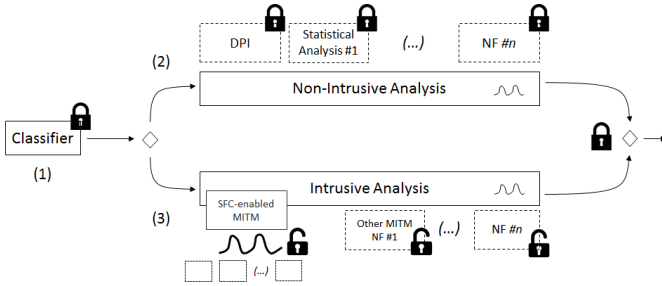 DPI
Statistical
Analysis #1
(...)
NF #n
(2)
Non-Intrusive Analysis
Classifier
(1)
Intrusive Analysis
(3)
SFC-enabled
MITM
Other MITM
NF #1
(...)
NF #n
(...)